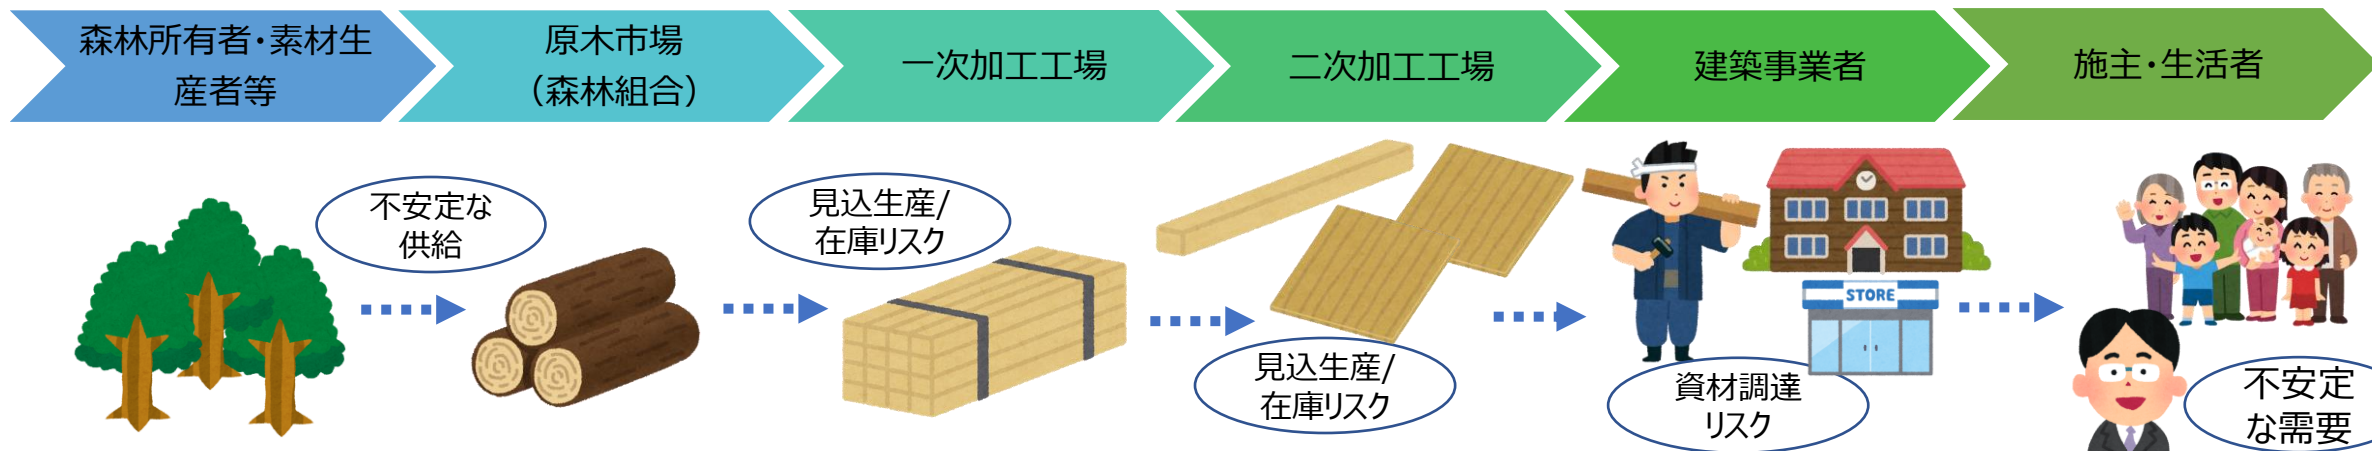 森林所有者・素材生
産者等
原木市場
（森林組合）
一次加工工場
二次加工工場
建築事業者
施主・生活者
不安定な
供給
見込生産/
在庫リスク
見込生産/
在庫リスク
STORE
資材調達
リスク
不安定
な需要